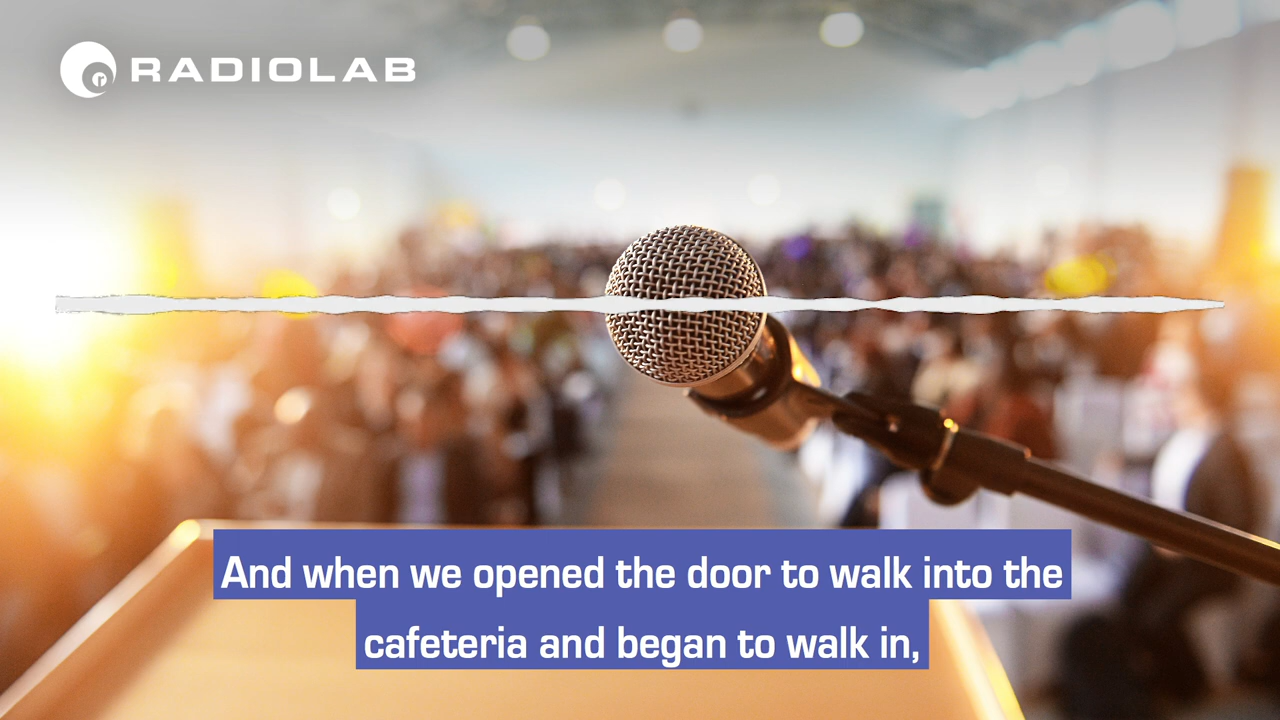 RADIOLAB
And when we opened the door to walk into the
cafeteria and began to walk in,